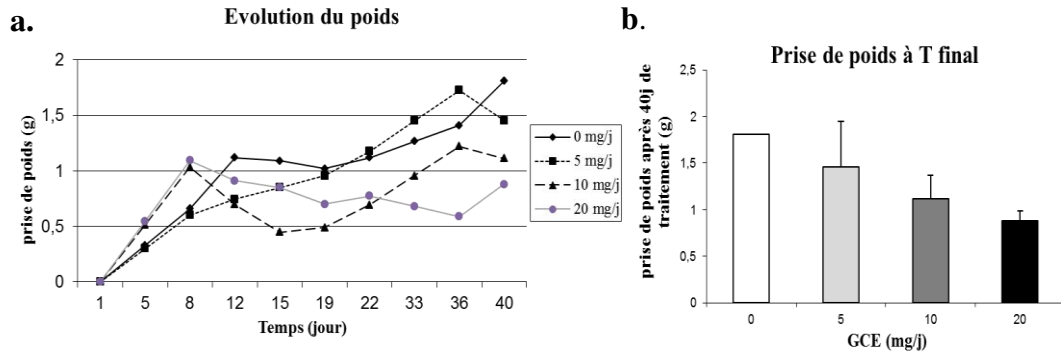 a.
Evolution du poids
2
1,5
1
0,5
0
prise de poids (g)
1 5 8 12 15 19 22 33 36 40
Temps (jour)
0 mg/j
5 mg/j
10 mg/j
20 mg/j
b.
Prise de poids à T final
2,5
2
1,5
1
0,5
0
prise de poids après 40j de
traitement (g)
0 5 10 20
GCE (mg/j)